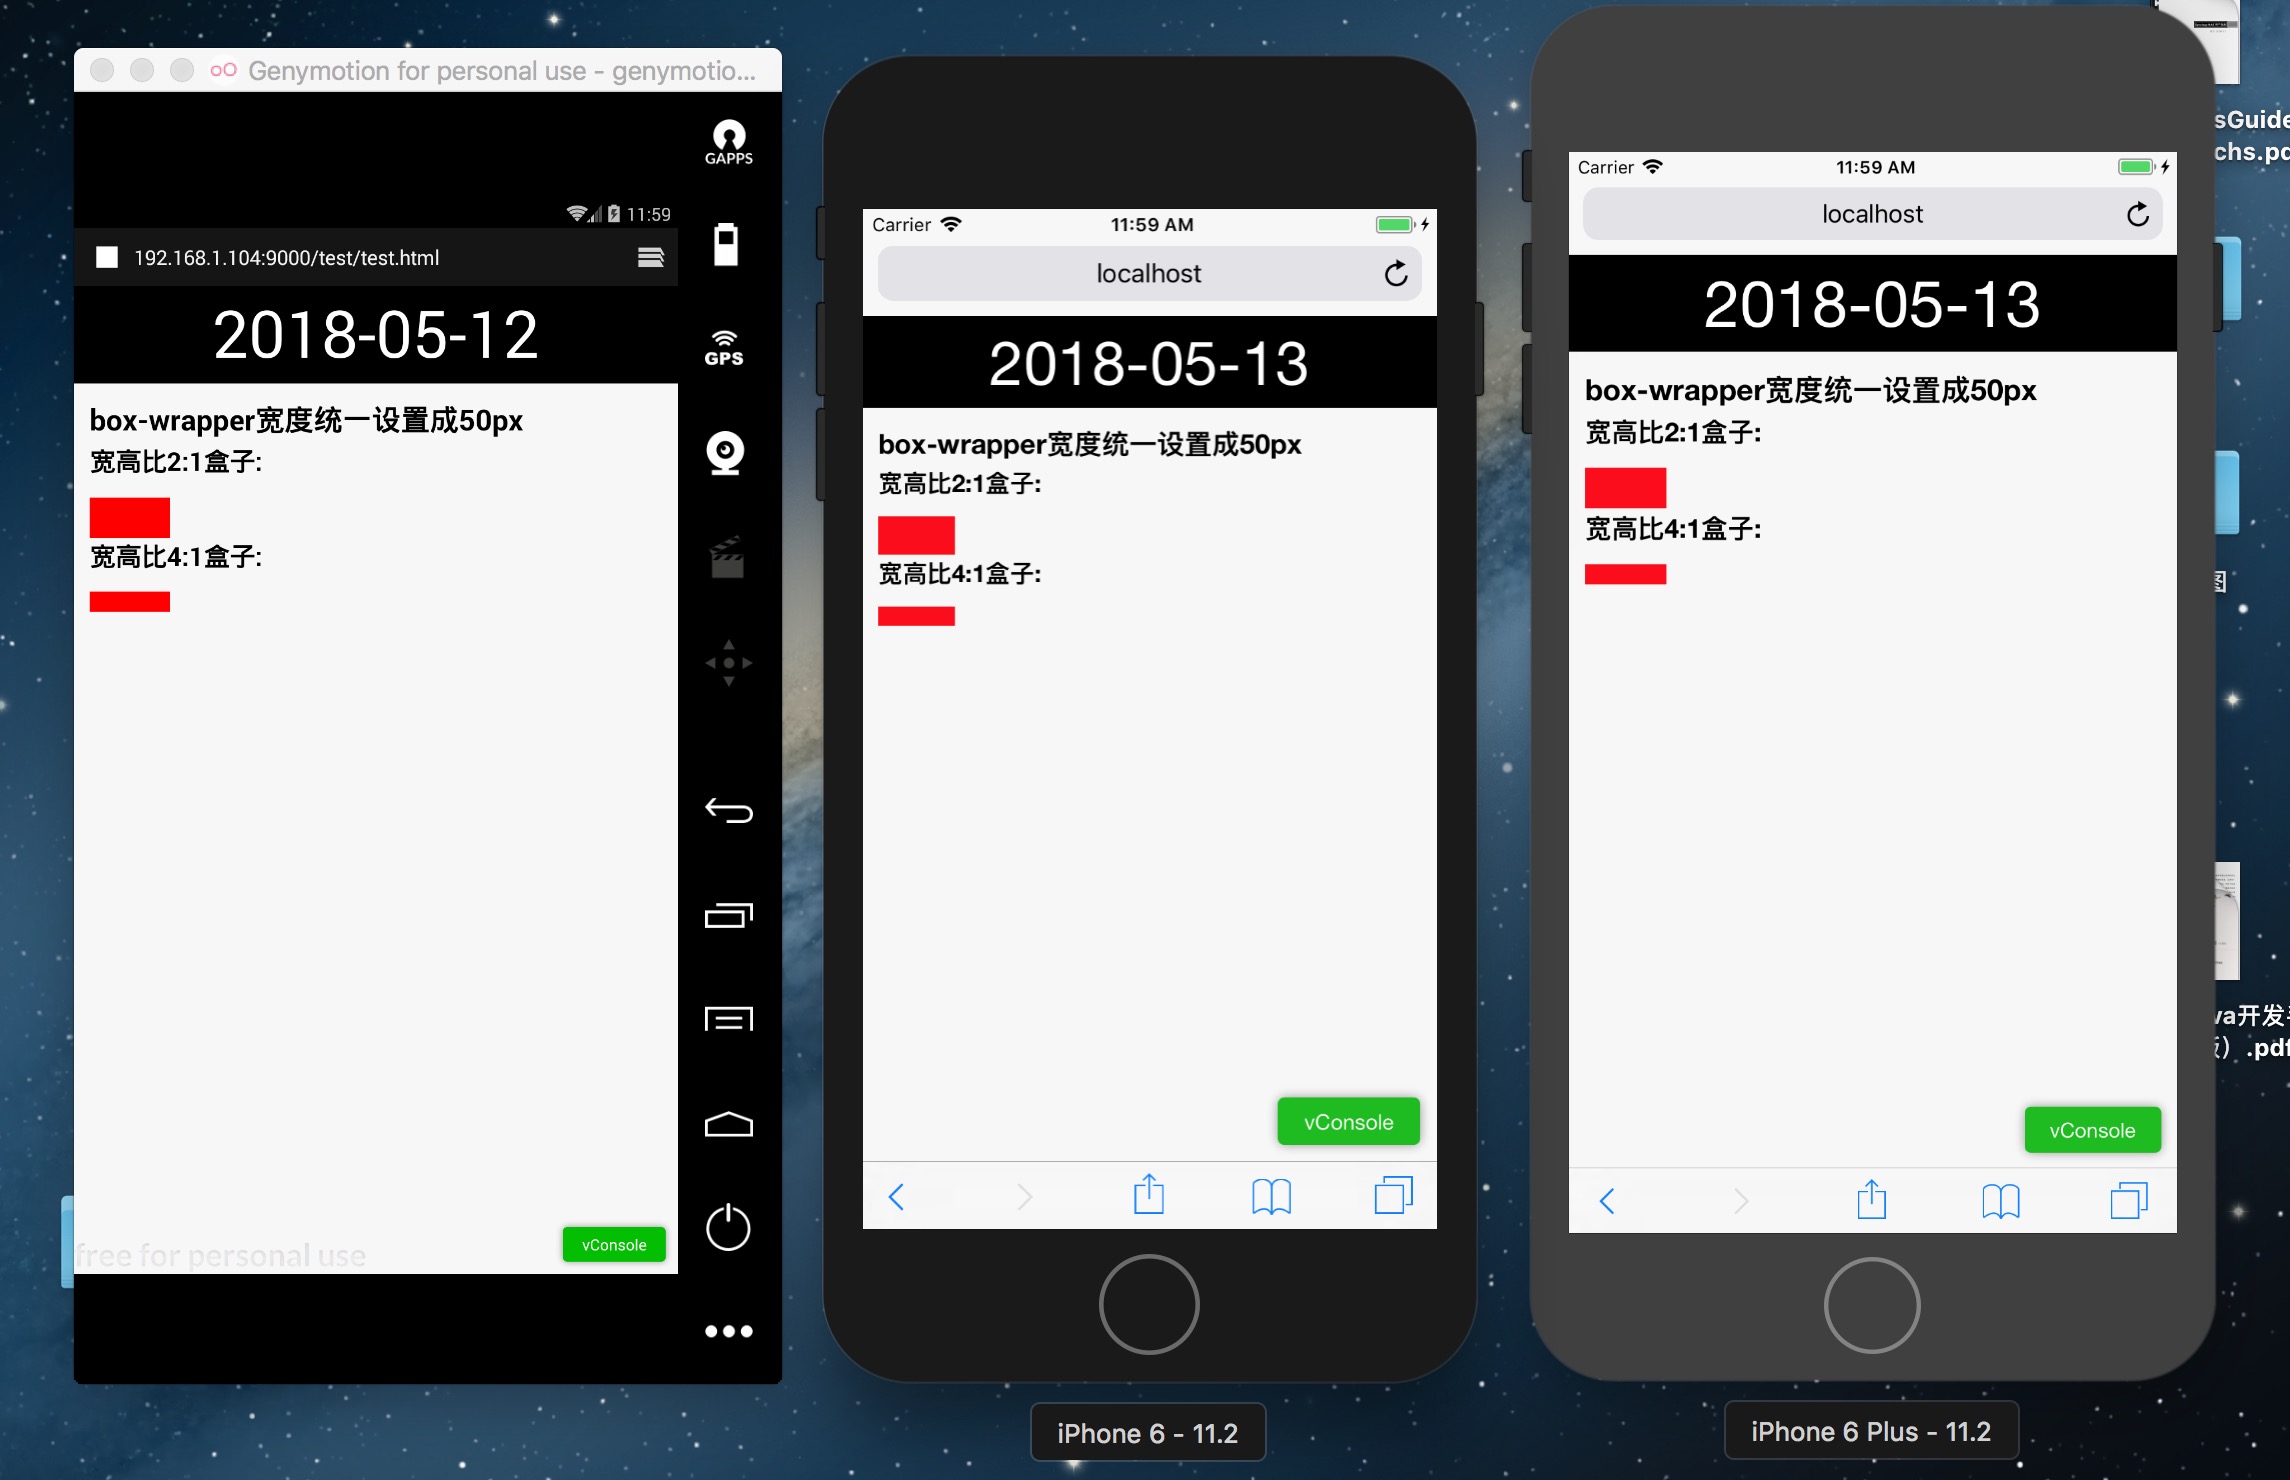 Genymotion for personal use - genymotio...
GAPPS
11:59
192.168.1.104:9000/test/test.html
2018-05-12
GPS
box-wrapper宽度统一设置成50px
宽高比2:1盒子:
宽高比4:1盒子:
free for personal use
vConsole
Carrier 11:59 AM
localhost
2018-05-13
box-wrapper宽度统一设置成50px
宽高比2:1盒子:
宽高比4:1盒子:
vConsole
iPhone 6 - 11.2
Carrier 11:59 AM
localhost
2018-05-13
box-wrapper宽度统一设置成50px
宽高比2:1盒子:
宽高比4:1盒子:
vConsole
iPhone 6 Plus - 11.2
sGuide
chs.pd
图
va开发
) .pdf